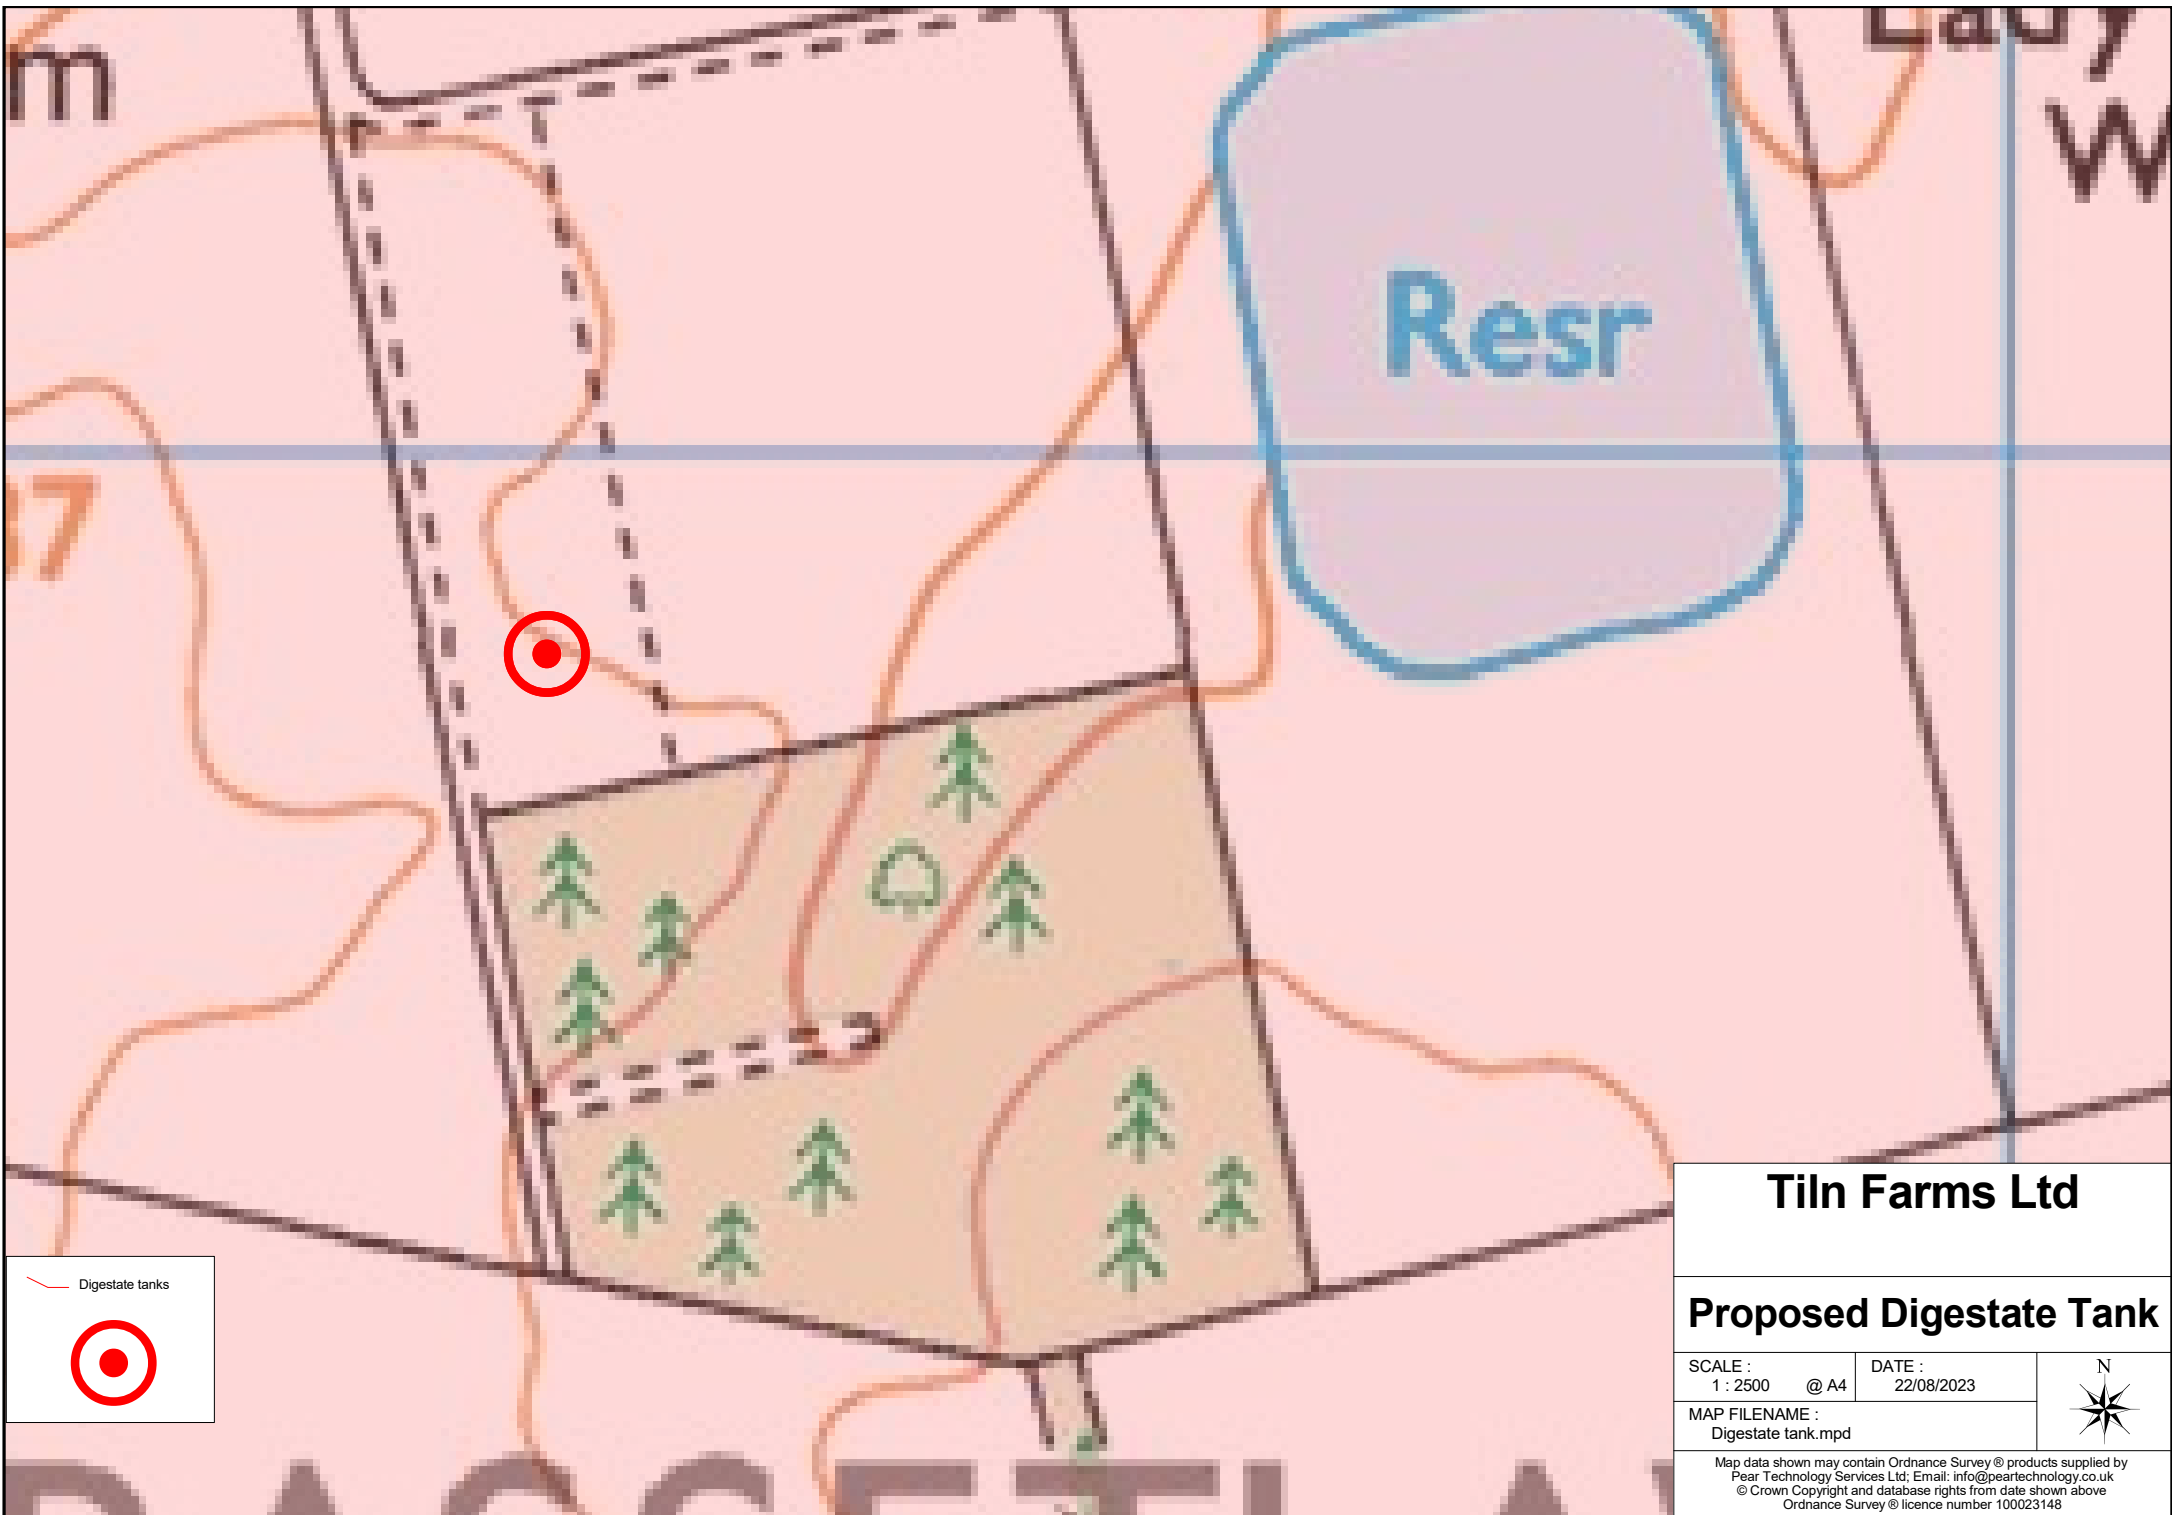 m
Lady
W
Resr
37
Digestate tanks
Tiln Farms Ltd
Proposed Digestate Tank
SCALE :
1 : 2500 @ A4
DATE :
22/08/2023
N
MAP FILENAME :
Digestate tank.mpd
Map data shown may contain Ordnance Survey ® products supplied by
Pear Technology Services Ltd; Email: info@peartechnology.co.uk
© Crown Copyright and database rights from date shown above
Ordnance Survey ® licence number 100023148